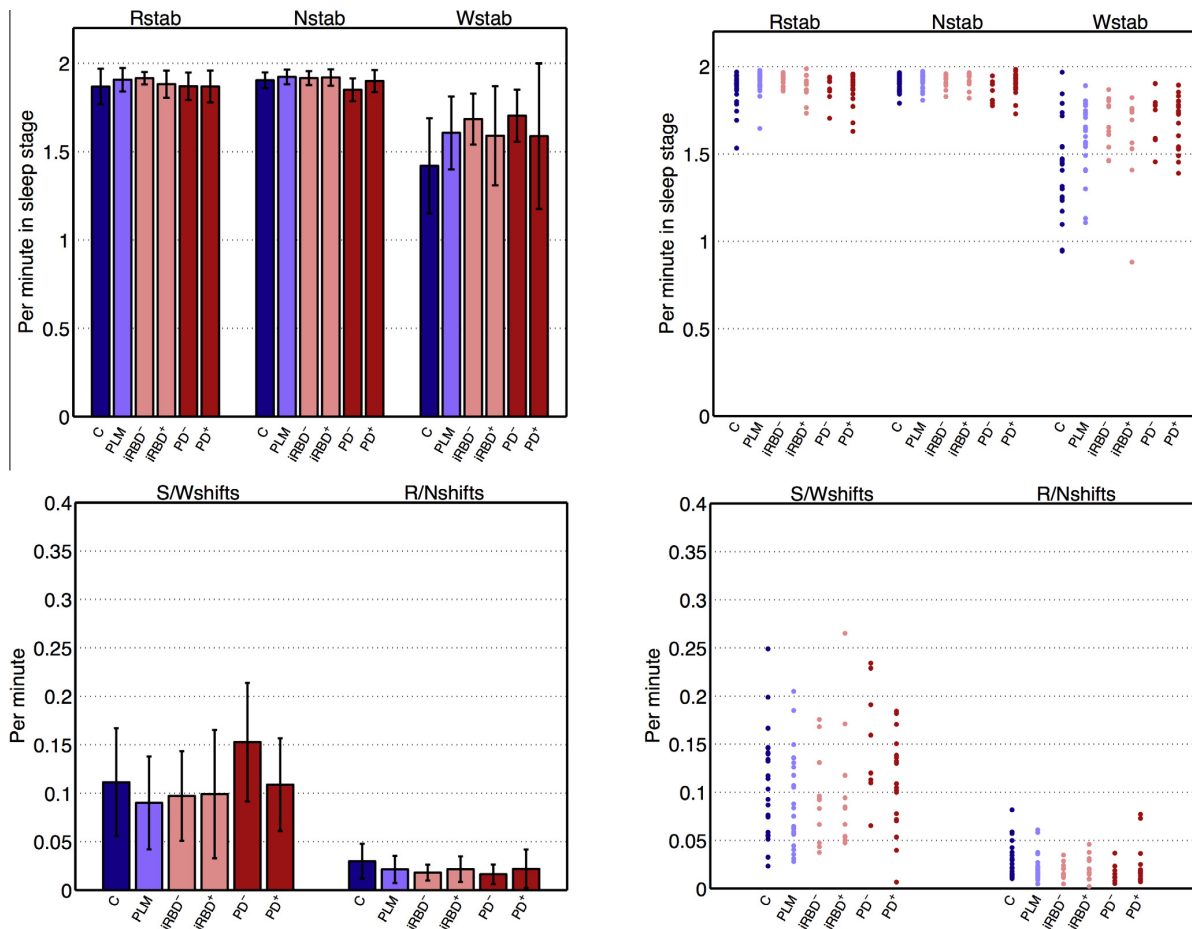 Rstab Nstab Wstab
Per minute in sleep stage
2
1.5
1
0.5
0
C PLM iRBD⁻ iRBD⁺ PD⁻ PD⁺ C PLM iRBD⁻ iRBD⁺ PD⁻ PD⁺ C PLM iRBD⁻ iRBD⁺ PD⁻ PD⁺
Rstab Nstab Wstab
Per minute in sleep stage
2
1.5
1
0.5
0
C PLM iRBD⁻ iRBD⁺ PD⁻ PD⁺ C PLM iRBD⁻ iRBD⁺ PD⁻ PD⁺ C PLM iRBD⁻ iRBD⁺ PD⁻ PD⁺
S/Wshifts R/Nshifts
Per minute
0.4
0.35
0.3
0.25
0.2
0.15
0.1
0.05
0
C PLM iRBD⁻ iRBD⁺ PD⁻ PD⁺ C PLM iRBD⁻ iRBD⁺ PD⁻ PD⁺
S/Wshifts R/Nshifts
Per minute
0.4
0.35
0.3
0.25
0.2
0.15
0.1
0.05
0
C PLM iRBD⁻ iRBD⁺ PD⁻ PD⁺ C PLM iRBD⁻ iRBD⁺ PD⁻ PD⁺